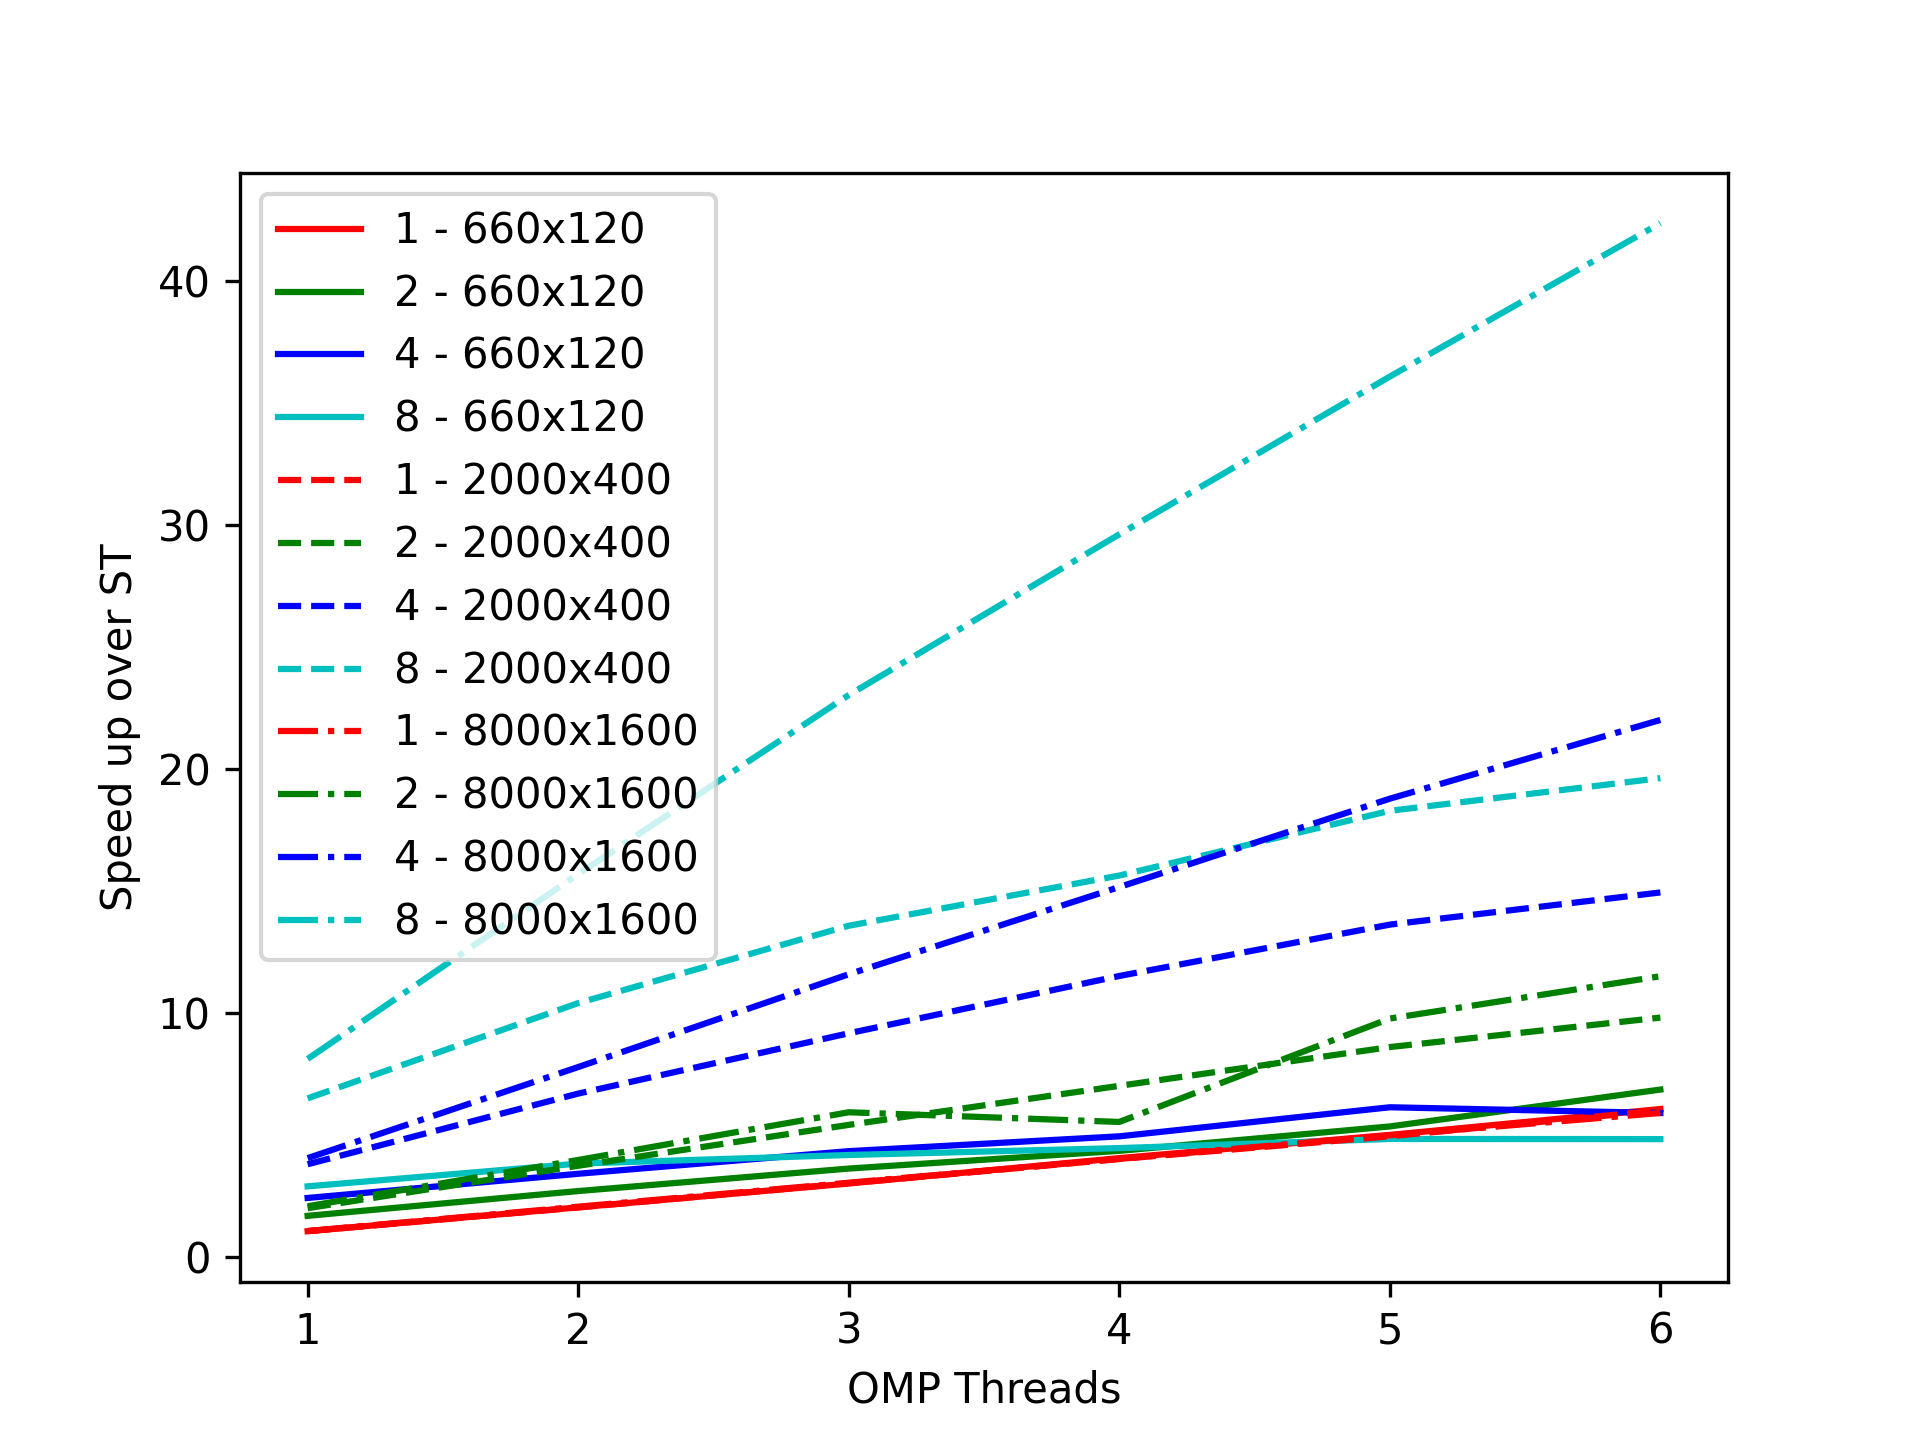 1 - 660x120
2 - 660x120
4 - 660x120
8 - 660x120
1 - 2000x400
2 - 2000x400
4 - 2000x400
8 - 2000x400
1 - 8000x1600
2 - 8000x1600
4 - 8000x1600
8 - 8000x1600
Speed up over ST
40
30
20
10
0
1 2 3 4 5 6
OMP Threads